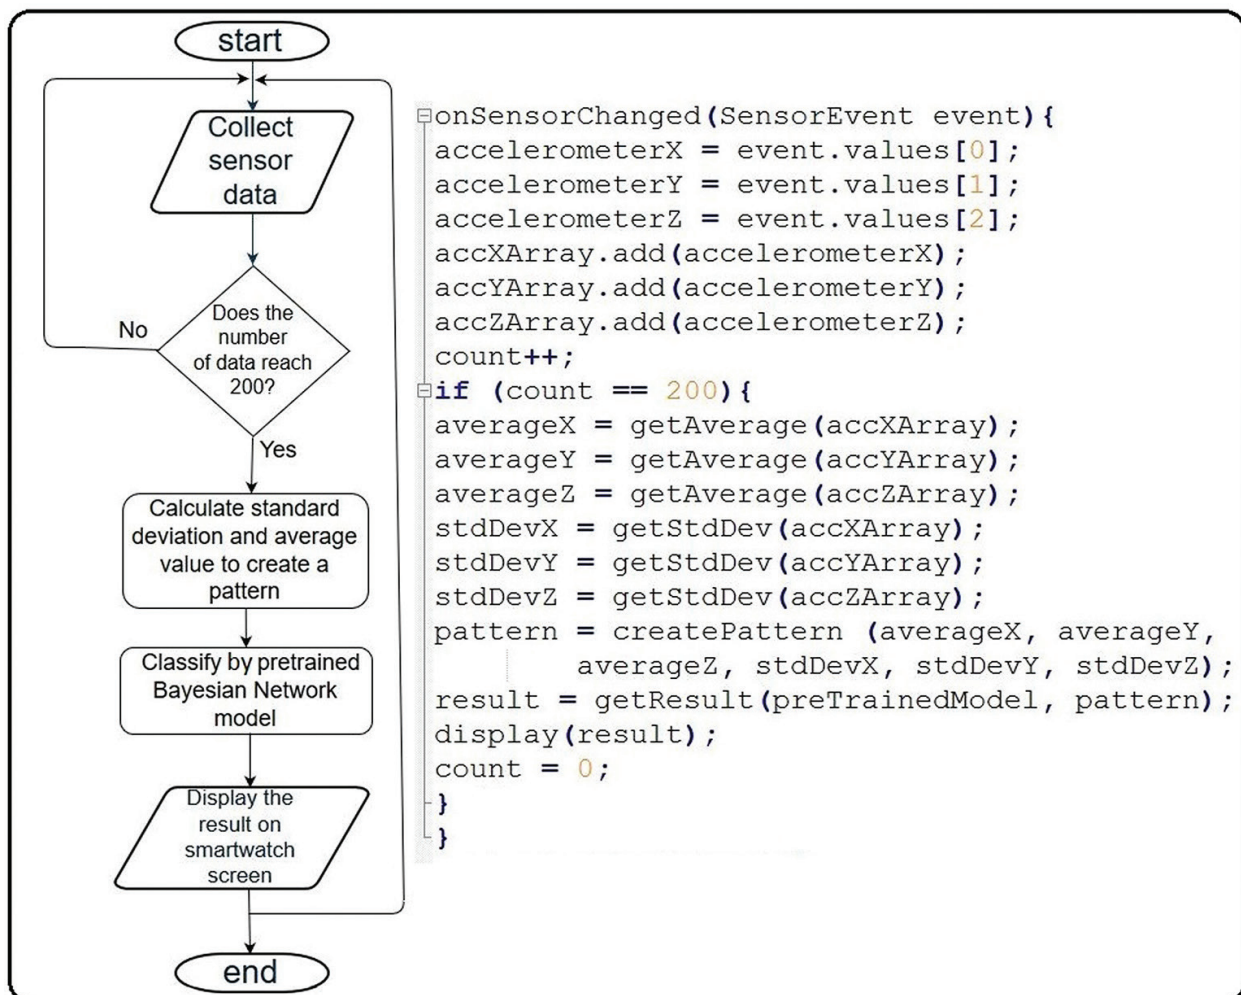 start
Collect
sensor
data
Does the
number
of data reach
200?
No
Yes
Calculate standard
deviation and average
value to create a
pattern
Classify by pretrained
Bayesian Network
model
Display the
result on
smartwatch
screen
end
onSensorChanged(SensorEvent event){
accelerometerX = event.values[0];
accelerometerY = event.values[1];
accelerometerZ = event.values[2];
accXArray.add(accelerometerX);
accYArray.add(accelerometerY);
accZArray.add(accelerometerZ);
count++;
if (count == 200){
averageX = getAverage(accXArray);
averageY = getAverage(accYArray);
averageZ = getAverage(accZArray);
stdDevX = getStdDev(accXArray);
stdDevY = getStdDev(accYArray);
stdDevZ = getStdDev(accZArray);
pattern = createPattern (averageX, averageY,
averageZ, stdDevX, stdDevY, stdDevZ);
result = getResult(preTrainedModel, pattern);
display(result);
count = 0;
}
}